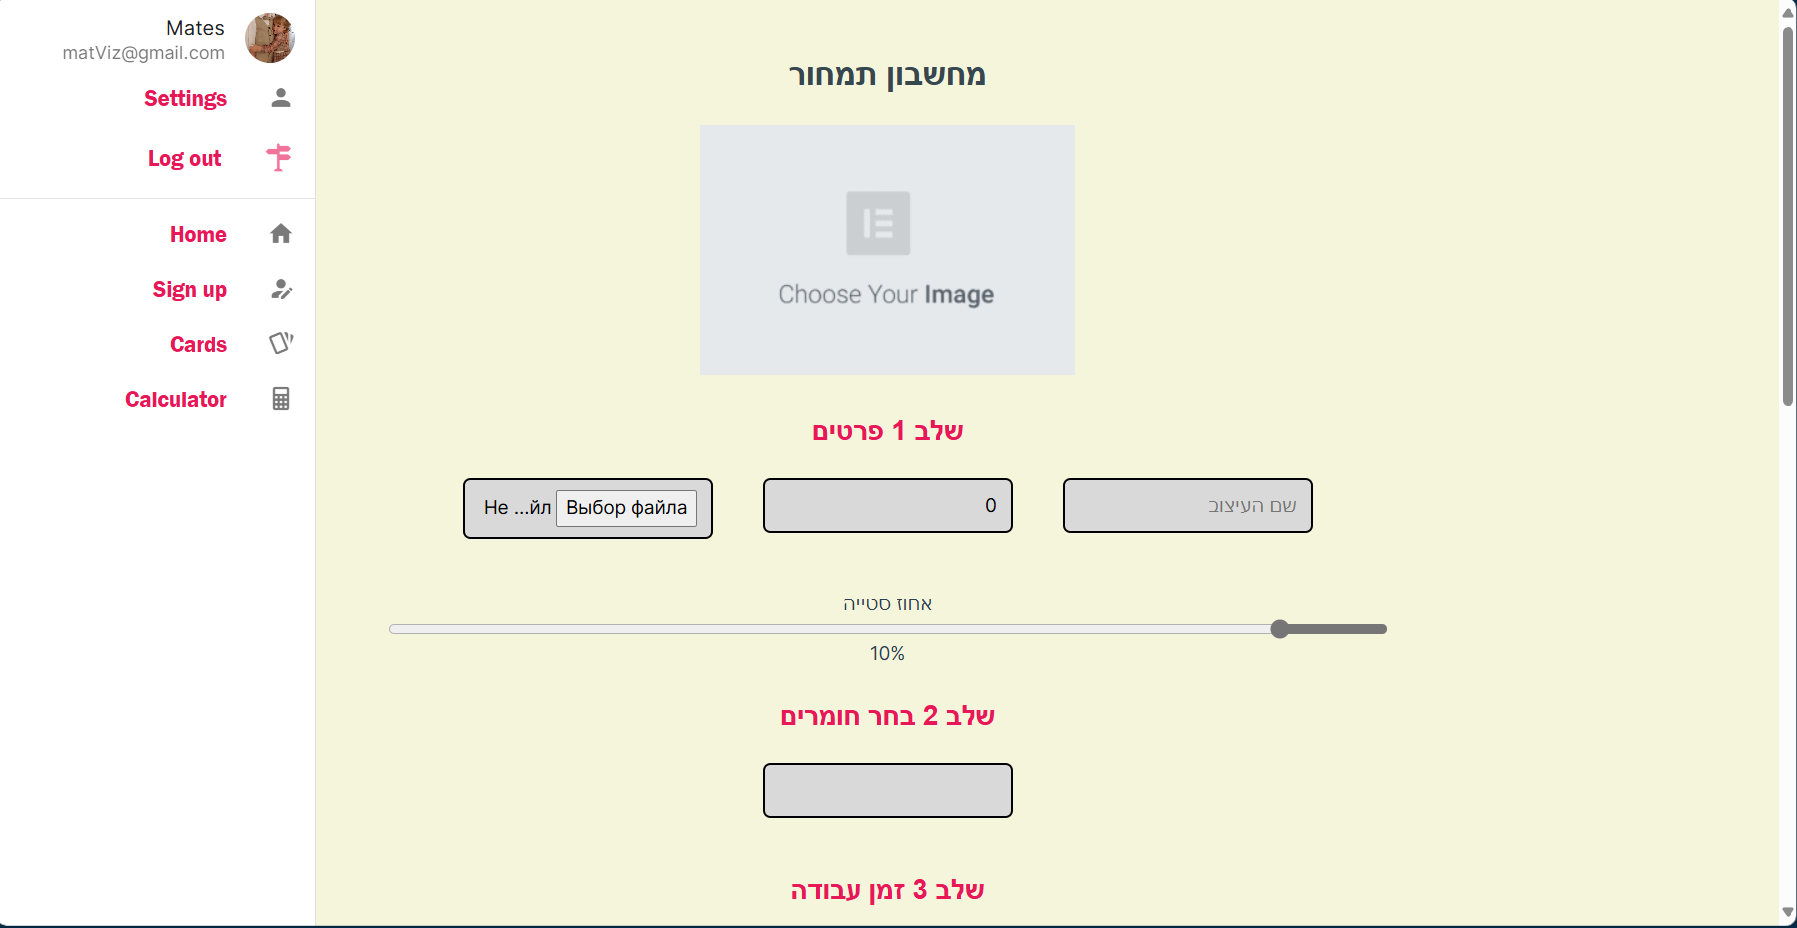 Mates
matViz@gmail.com
Settings
Log out
Home
Sign up
Cards
Calculator
מחשבון תמחור
Choose Your Image
שלב 1 פרטים
שם העיצוב
0
Выбор файла
Не ...йл
אחוז סטייה
10%
שלב 2 בחר חומרים
שלב 3 זמן עבודה